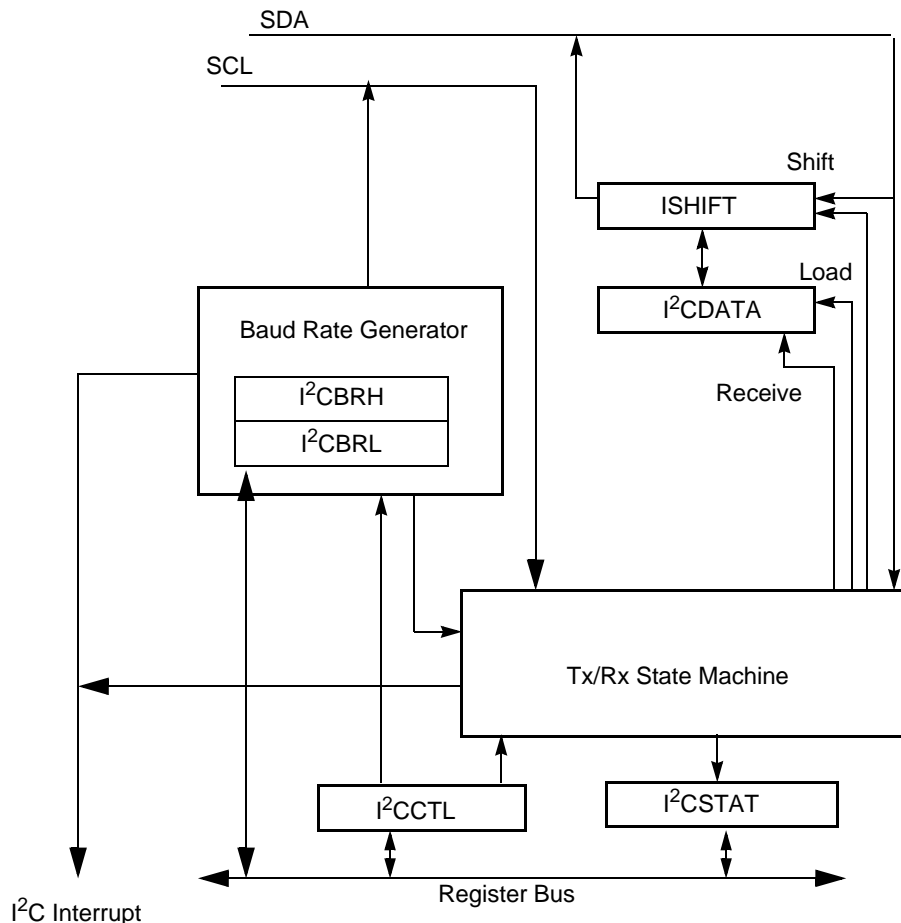 SDA
SCL
Shift
ISHIFT
Load
I²CDATA
Baud Rate Generator
I²CBRH
Receive
I²CBRL
Tx/Rx State Machine
I²CCTL
I²CSTAT
Register Bus
I²C Interrupt